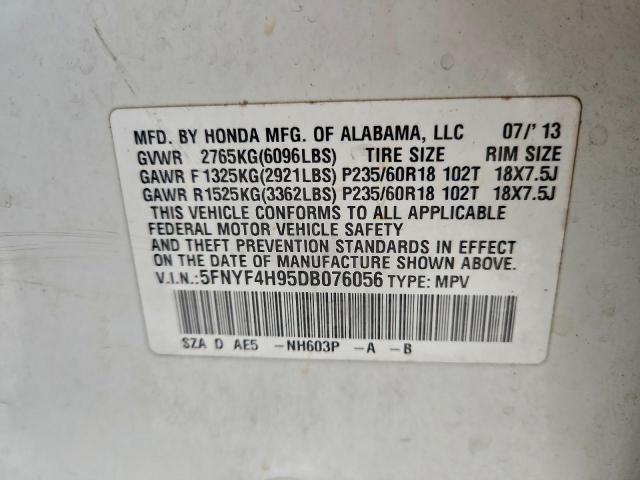 MFD. BY HONDA MFG. OF ALABAMA, LLC 07/' 13
GVWR 2765KG(6096LBS) TIRE SIZE RIM SIZE
GAWR F 1325KG(2921LBS) P235/60R18 102T 18X7.5J
GAWR R1525KG(3362LBS) P235/60R18 102T 18X7.5J
THIS VEHICLE CONFORMS TO ALL APPLICABLE
FEDERAL MOTOR VEHICLE SAFETY
AND THEFT PREVENTION STANDARDS IN EFFECT
ON THE DATE OF MANUFACTURE SHOWN ABOVE.
V.I.N.:5FNYF4H95DB076056 TYPE: MPV
SZA D AE5 -NH603P -A -B